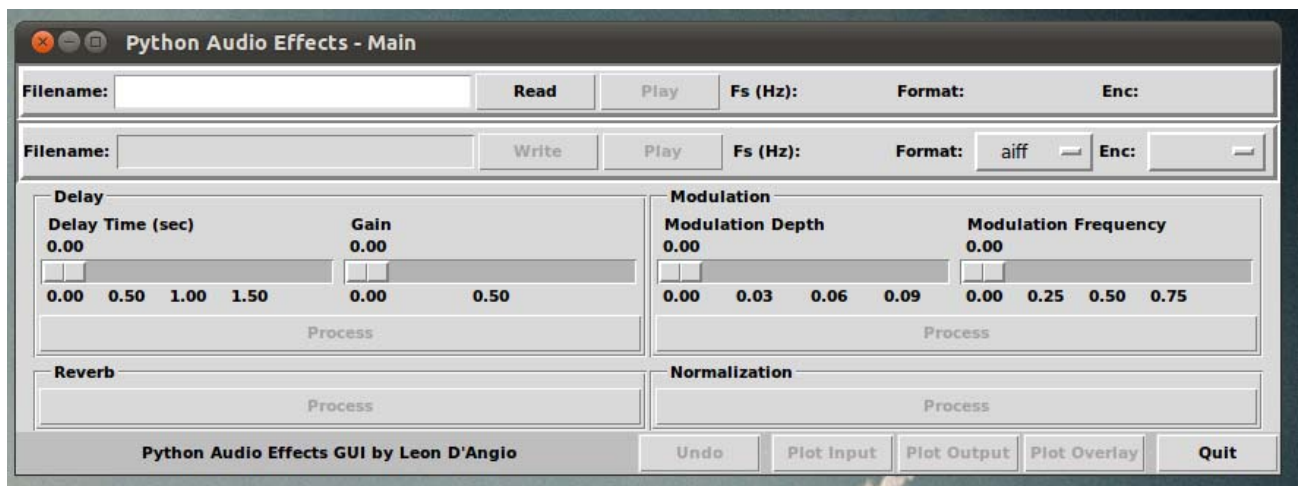 Python Audio Effects - Main
Filename: Read Play Fs (Hz): Format: Enc:
Filename: Write Play Fs (Hz): Format: aiff Enc:
Delay
Delay Time (sec) Gain
0.00 0.00
0.00 0.50 1.00 1.50 0.00 0.50
Process
Modulation
Modulation Depth Modulation Frequency
0.00 0.00
0.00 0.03 0.06 0.09 0.00 0.25 0.50 0.75
Process
Reverb
Process
Normalization
Process
Python Audio Effects GUI by Leon D'Angio Undo Plot Input Plot Output Plot Overlay Quit